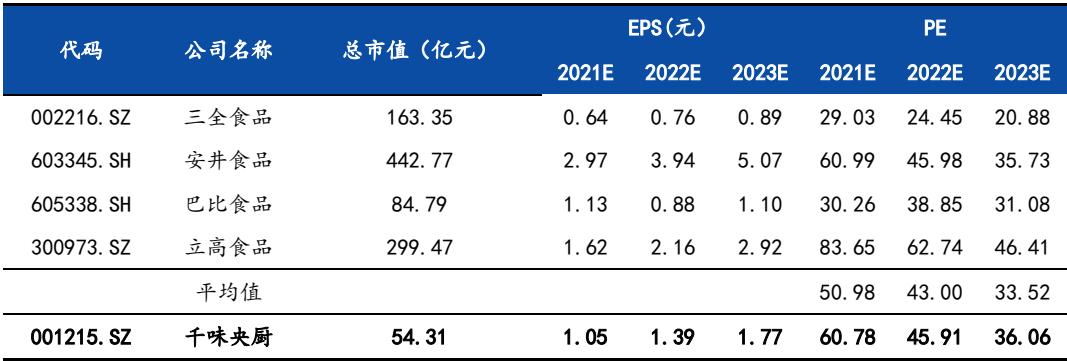 代码 公司名称 总市值（亿元） EPS(元) PE
2021E 2022E 2023E 2021E 2022E 2023E
002216.SZ 三全食品 163.35 0.64 0.76 0.89 29.03 24.45 20.88
603345.SH 安井食品 442.77 2.97 3.94 5.07 60.99 45.98 35.73
605338.SH 巴比食品 84.79 1.13 0.88 1.10 30.26 38.85 31.08
300973.SZ 立高食品 299.47 1.62 2.16 2.92 83.65 62.74 46.41
平均值 50.98 43.00 33.52
001215.SZ 千味央厨 54.31 1.05 1.39 1.77 60.78 45.91 36.06